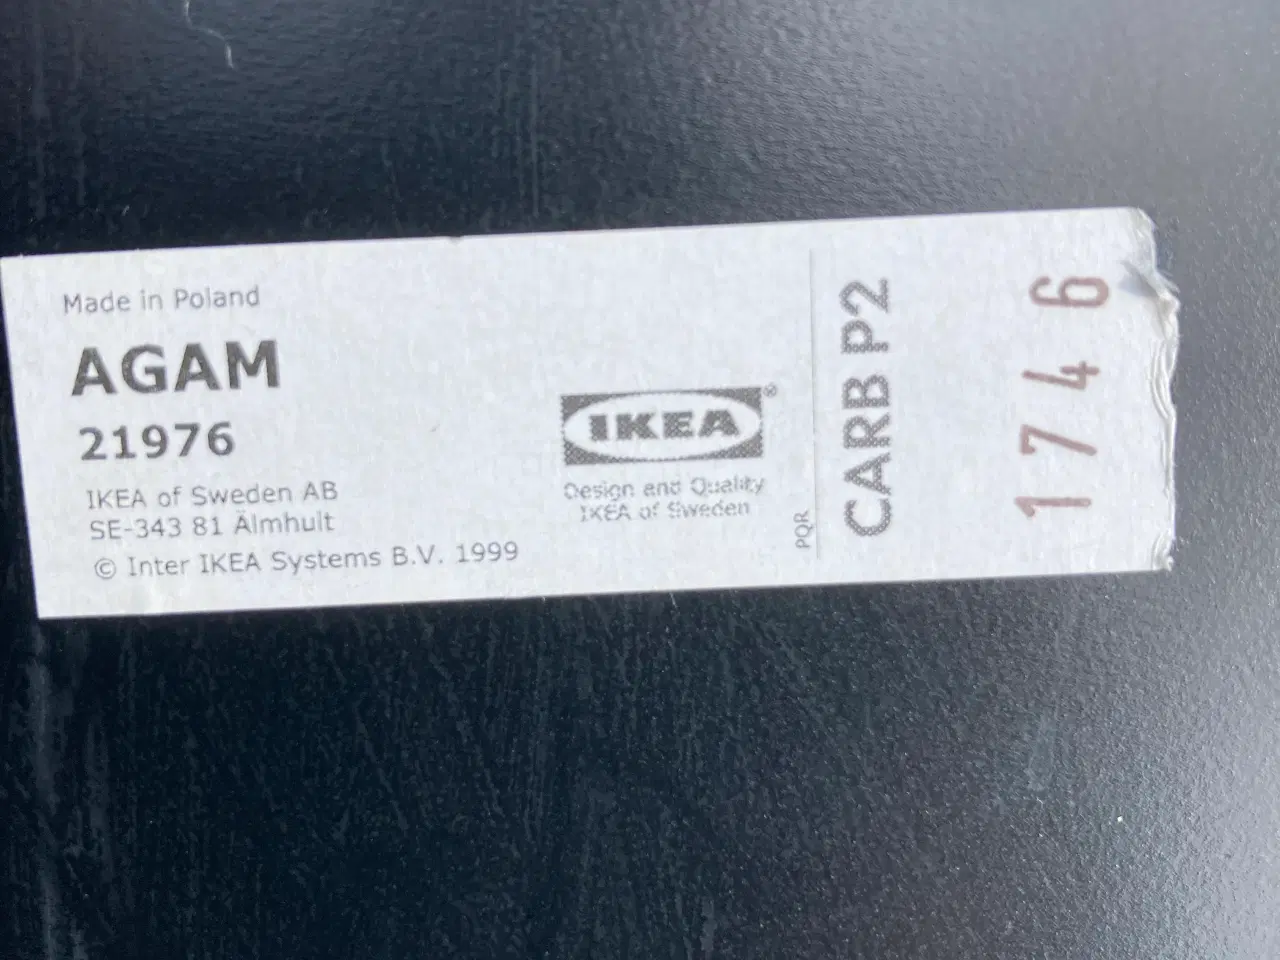 Made in Poland
AGAM
21976
IKEA of Sweden AB
SE-343 81 Älmhult
© Inter IKEA Systems B.V. 1999
IKEA®
Design and Quality
IKEA of Sweden
PQR
CARB P2
1746